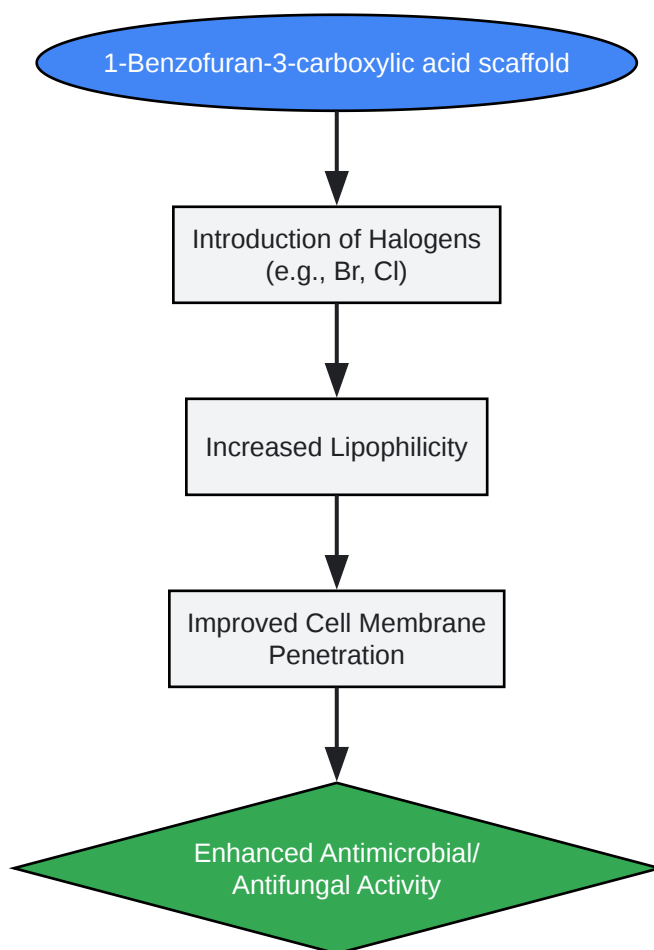 1-Benzofuran-3-carboxylic acid scaffold
Introduction of Halogens
(e.g., Br, Cl)
Increased Lipophilicity
Improved Cell Membrane
Penetration
Enhanced Antimicrobial/
Antifungal Activity